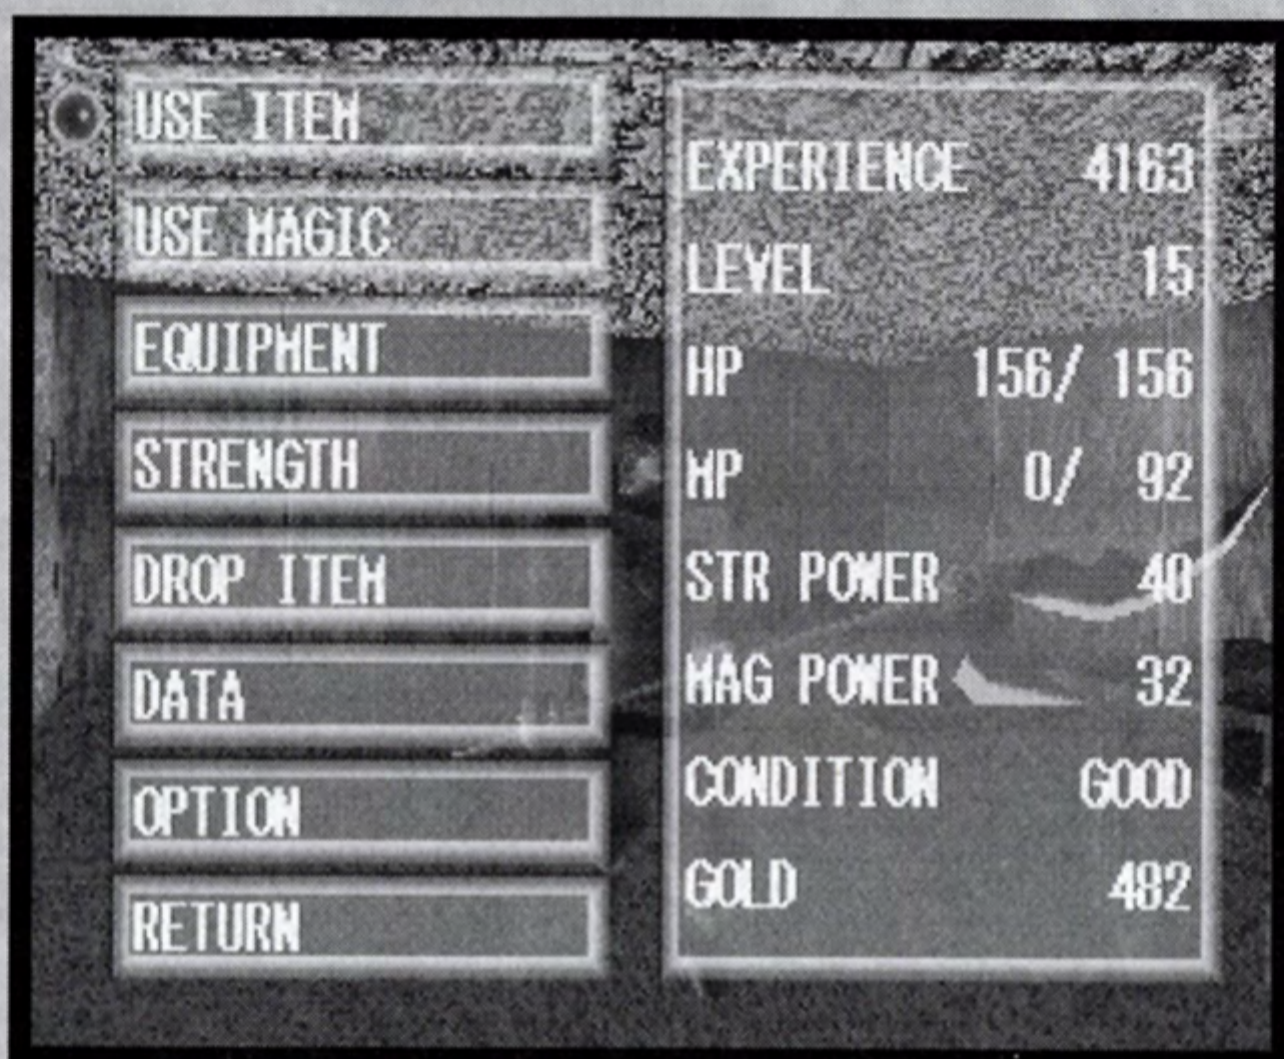 USE ITEM
USE MAGIC
EQUIPMENT
STRENGTH
DROP ITEM
DATA
OPTION
RETURN
EXPERIENCE 4163
LEVEL 15
HP 156/ 156
MP 0/ 92
STR POWER 40
MAG POWER 32
CONDITION GOOD
GOLD 482